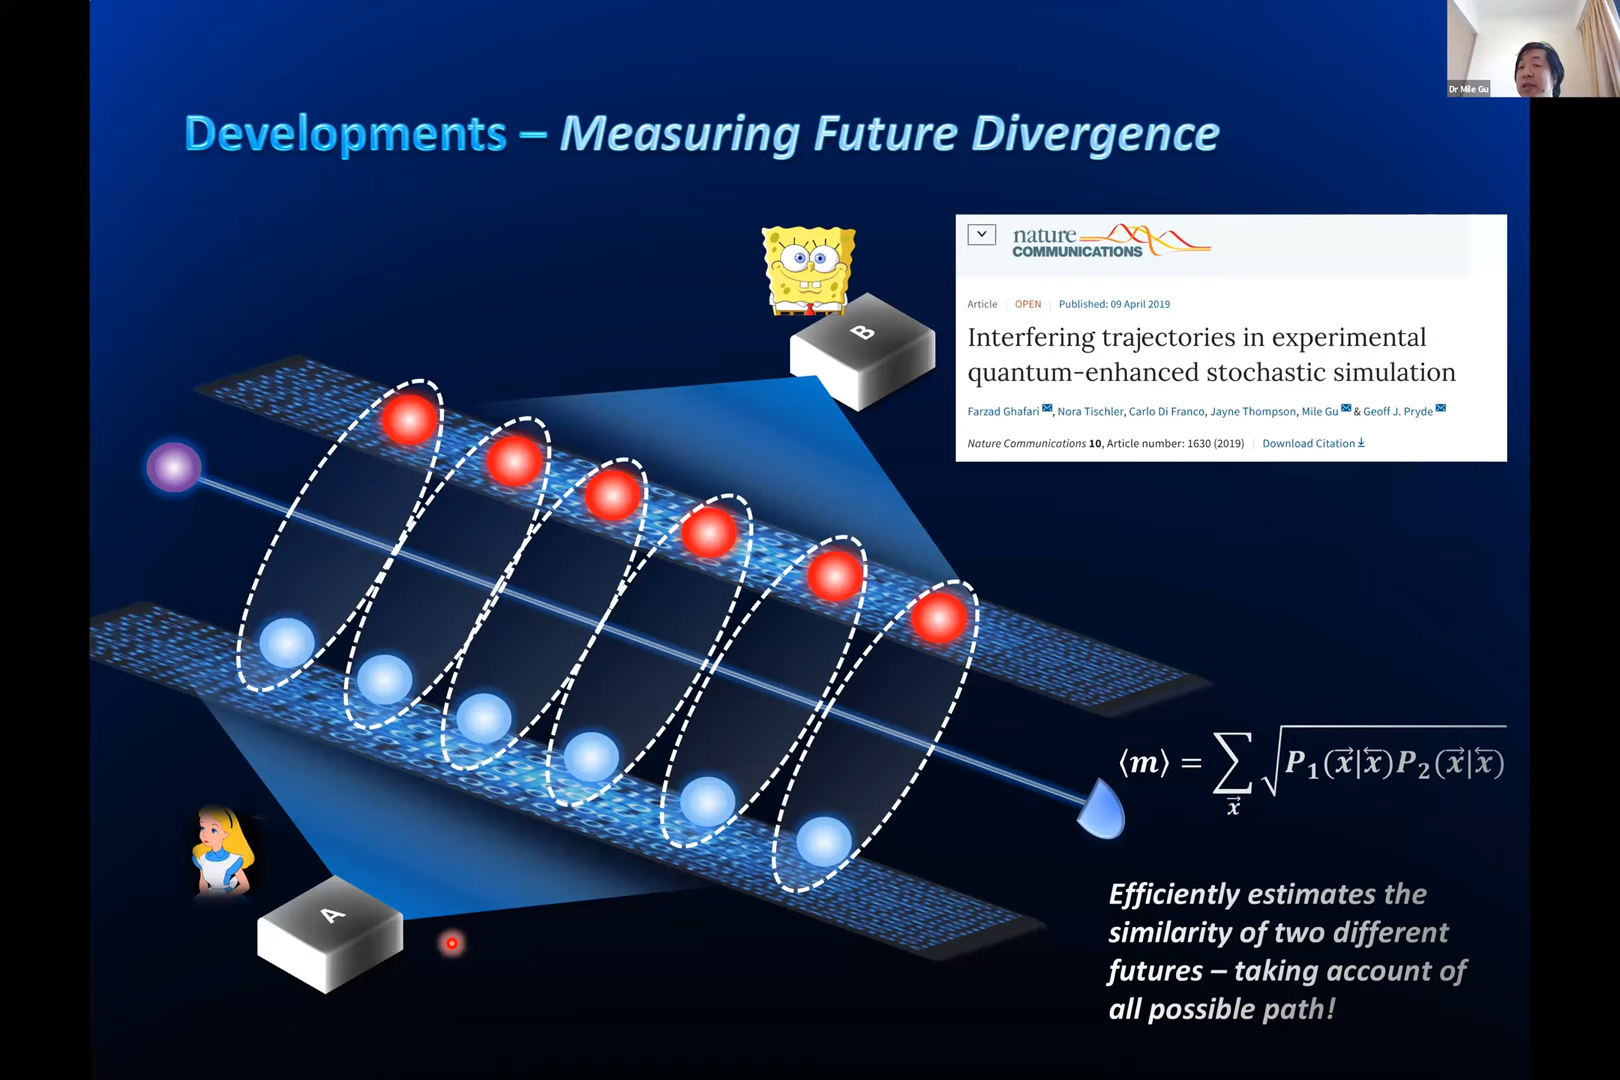 Dr Mile Gu
Developments – Measuring Future Divergence
nature
COMMUNICATIONS
Article OPEN Published: 09 April 2019
Interfering trajectories in experimental
quantum-enhanced stochastic simulation
Farzad Ghafari, Nora Tischler, Carlo Di Franco, Jayne Thompson, Mile Gu & Geoff J. Pryde
Nature Communications 10, Article number: 1630 (2019) Download Citation
B
A
⟨m⟩ = ∑_{x⃗} √(P₁(x⃗|x⃖)P₂(x⃗|x⃖))
Efficiently estimates the
similarity of two different
futures – taking account of
all possible path!